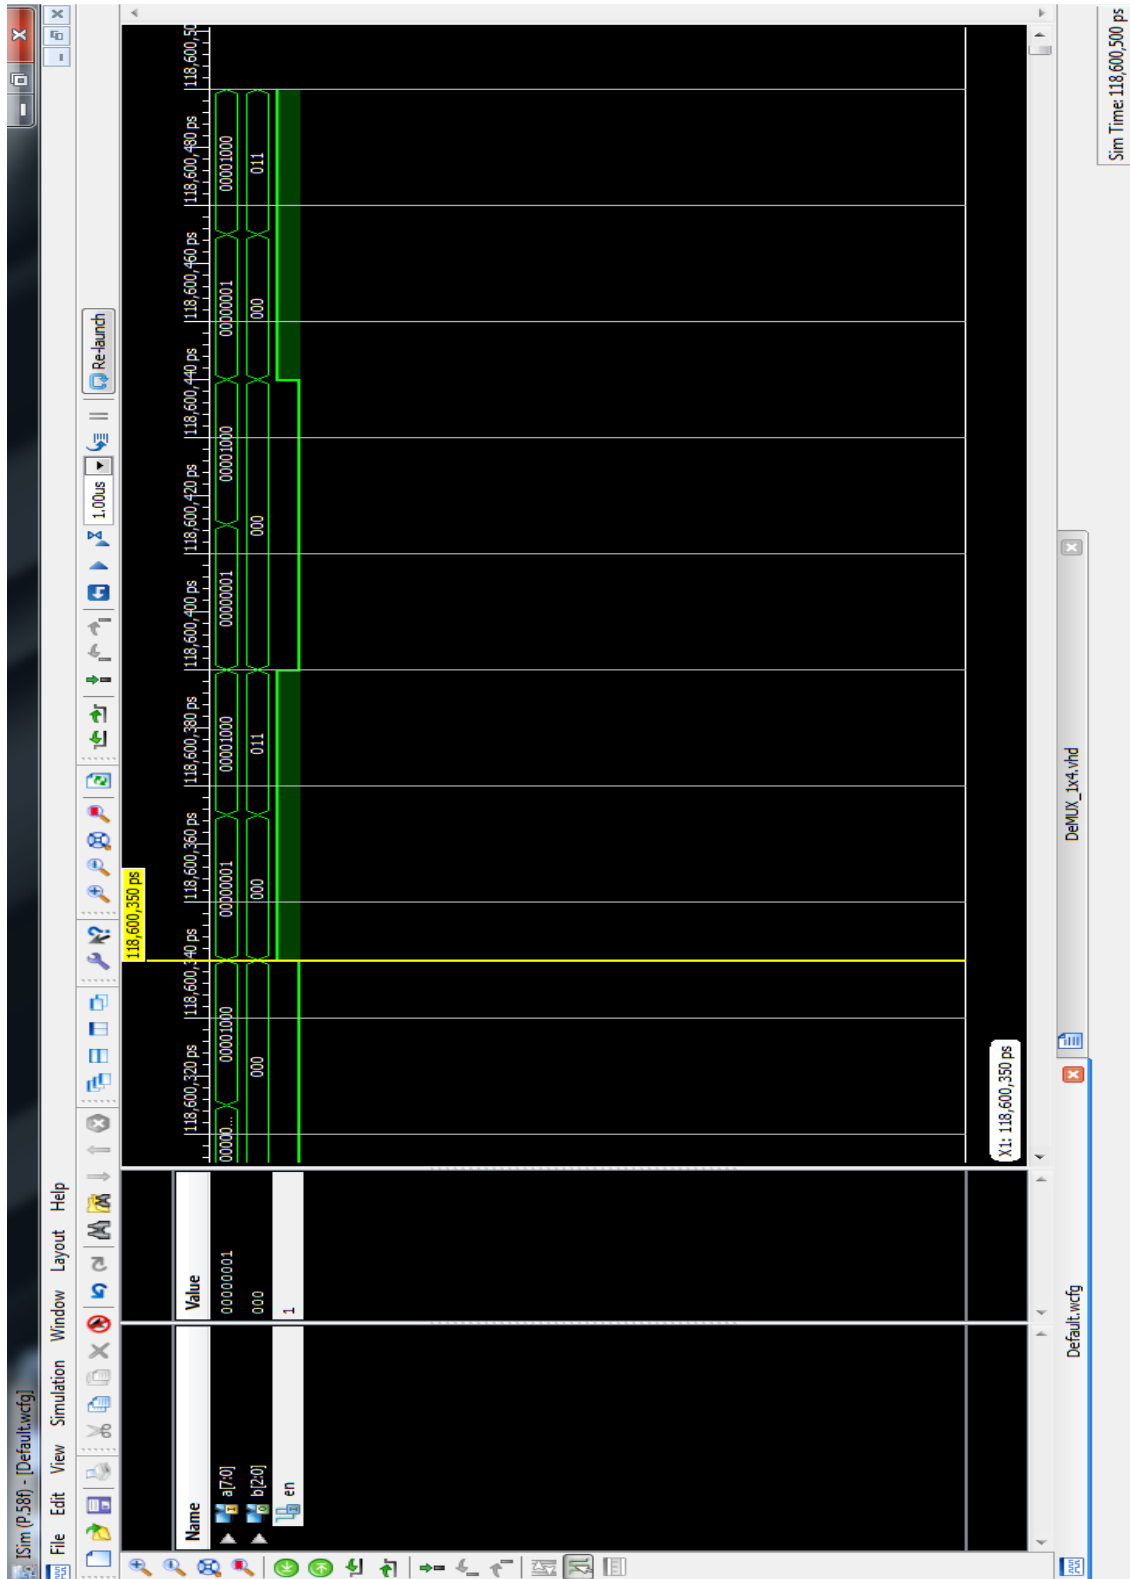 ISim (P.58f) - [Default.wcfg]
File Edit View Simulation Window Layout Help
1.00us Re-launch
118,600,350 ps
Name Value
118,600,320 ps 118,600,340 ps 118,600,360 ps 118,600,380 ps 118,600,400 ps 118,600,420 ps 118,600,440 ps 118,600,460 ps 118,600,480 ps 118,600,50
a[7:0] 00000001 00000... 00001000 00000001 00001000 00000001 00001000 00000001 00001000
b[2:0] 000 000 000 011 000 000 011
en 1
X1: 118,600,350 ps
Default.wcfg DeMUX_1x4.vhd
Sim Time: 118,600,500 ps